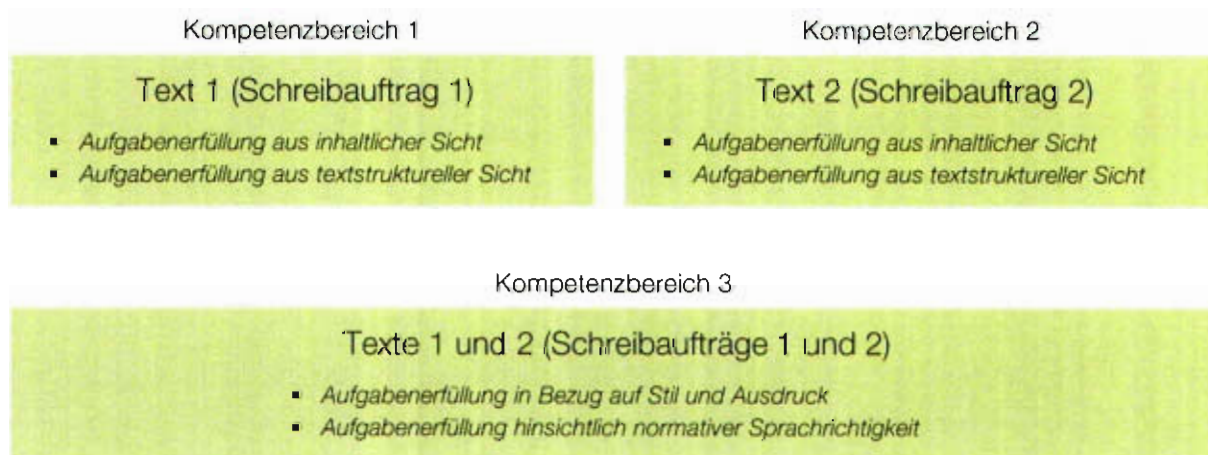 Kompetenzbereich 1
Text 1 (Schreibauftrag 1)
▪ Aufgabenerfüllung aus inhaltlicher Sicht
▪ Aufgabenerfüllung aus textstruktureller Sicht
Kompetenzbereich 2
Text 2 (Schreibauftrag 2)
▪ Aufgabenerfüllung aus inhaltlicher Sicht
▪ Aufgabenerfüllung aus textstruktureller Sicht
Kompetenzbereich 3
Texte 1 und 2 (Schreibaufträge 1 und 2)
▪ Aufgabenerfüllung in Bezug auf Stil und Ausdruck
▪ Aufgabenerfüllung hinsichtlich normativer Sprachrichtigkeit